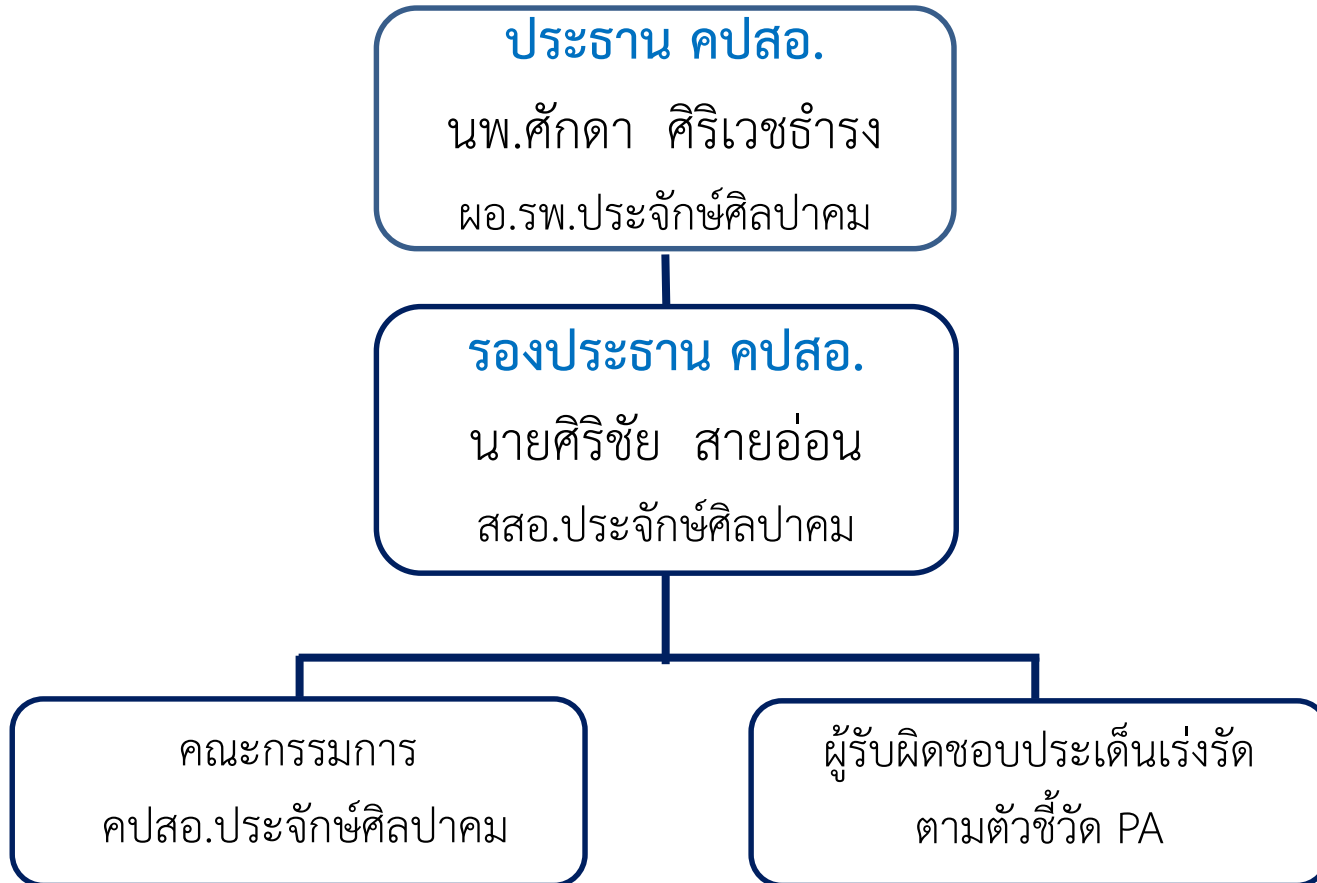 ประธาน คปสอ.
นพ.ศักดา ศิริเวชธำรง
ผอ.รพ.ประจักษ์ศิลปาคม
รองประธาน คปสอ.
นายศิริชัย สายอ่อน
สสอ.ประจักษ์ศิลปาคม
คณะกรรมการ
คปสอ.ประจักษ์ศิลปาคม
ผู้รับผิดชอบประเด็นเร่งรัด
ตามตัวชี้วัด PA